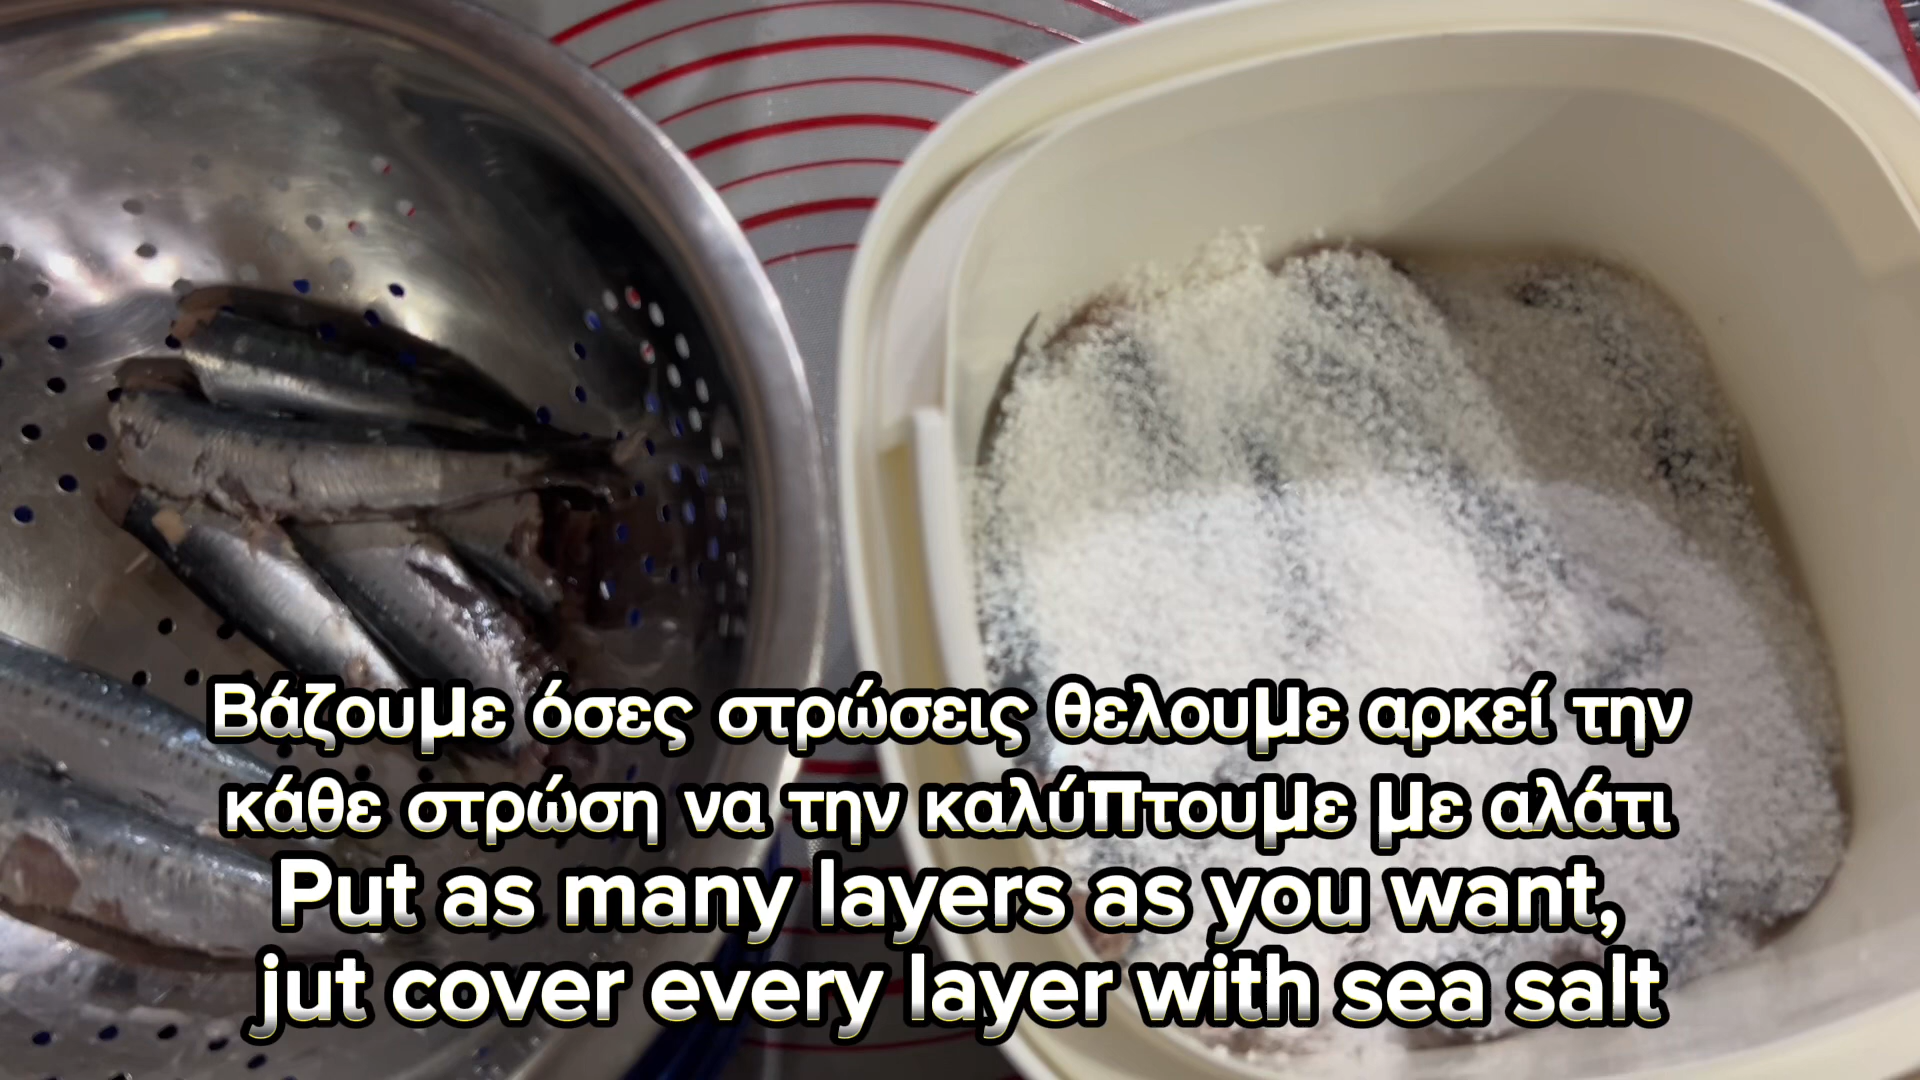 Βάζουμε όσες στρώσεις θελουμε αρκεί την
κάθε στρώση να την καλύπτουμε με αλάτι
Put as many layers as you want,
jut cover every layer with sea salt